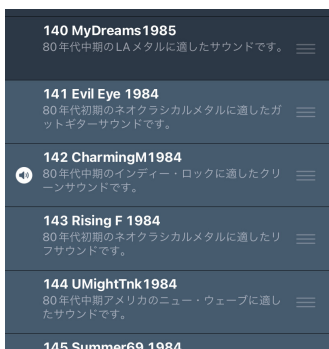 140 MyDreams1985
80年代中期のLAメタルに適したサウンドです。
141 Evil Eye 1984
80年代初期のネオクラシカルメタルに適したガ
ットギターサウンドです。
142 CharmingM1984
80年代中期のインディー・ロックに適したクリ
ーンサウンドです。
143 Rising F 1984
80年代初期のネオクラシカルメタルに適したリ
フサウンドです。
144 UMightTnk1984
80年代中期アメリカのニュー・ウェーブに適し
たサウンドです。
145 Summer69 1984